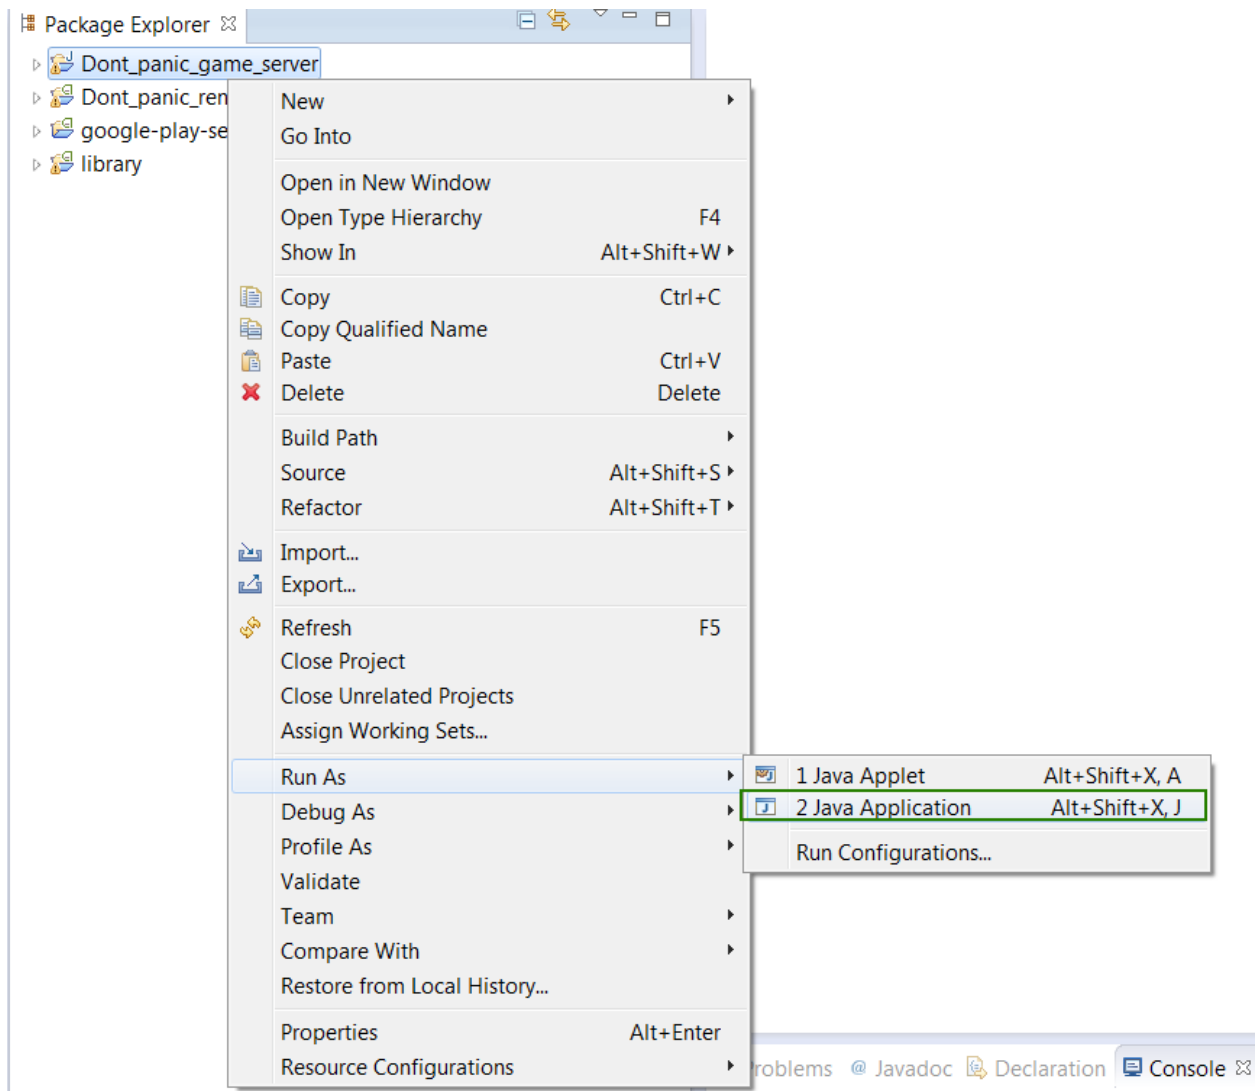 Package Explorer
Dont_panic_game_server
Dont_panic_ren
google-play-se
library
New
Go Into
Open in New Window
Open Type Hierarchy F4
Show In Alt+Shift+W
Copy Ctrl+C
Copy Qualified Name
Paste Ctrl+V
Delete Delete
Build Path
Source Alt+Shift+S
Refactor Alt+Shift+T
Import...
Export...
Refresh F5
Close Project
Close Unrelated Projects
Assign Working Sets...
Run As
Debug As
Profile As
Validate
Team
Compare With
Restore from Local History...
Properties Alt+Enter
Resource Configurations
1 Java Applet Alt+Shift+X, A
2 Java Application Alt+Shift+X, J
Run Configurations...
roblems @ Javadoc Declaration Console